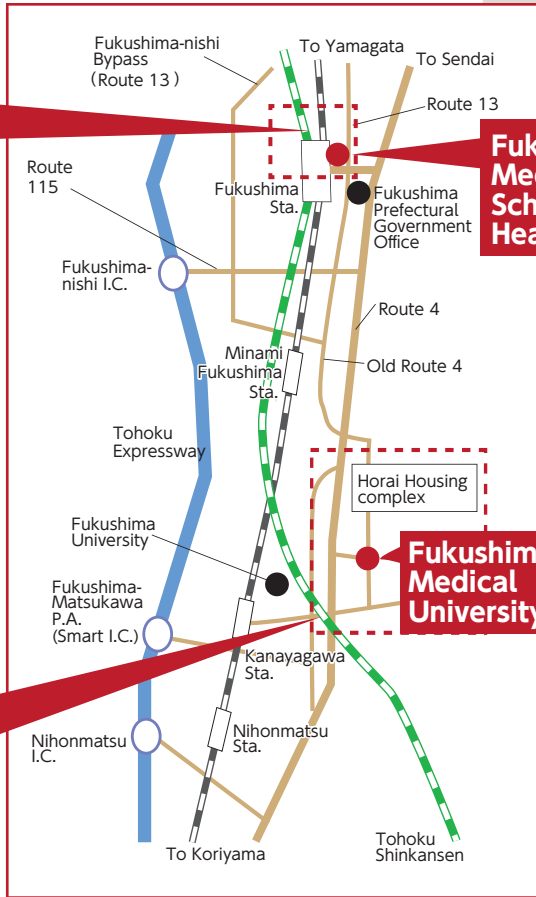 Fukushima-nishi
Bypass
(Route 13)
To Yamagata
To Sendai
Route 13
Route
115
Fukushima
Sta.
Fukushima
Prefectural
Government
Office
Fukushima-
nishi I.C.
Route 4
Minami
Fukushima
Sta.
Old Route 4
Tohoku
Expressway
Horai Housing
complex
Fukushima
University
Medical
University
Fukushima-
Matsukawa
P.A.
(Smart I.C.)
Kanayagawa
Sta.
Nihonmatsu
I.C.
Nihonmatsu
Sta.
To Koriyama
Tohoku
Shinkansen